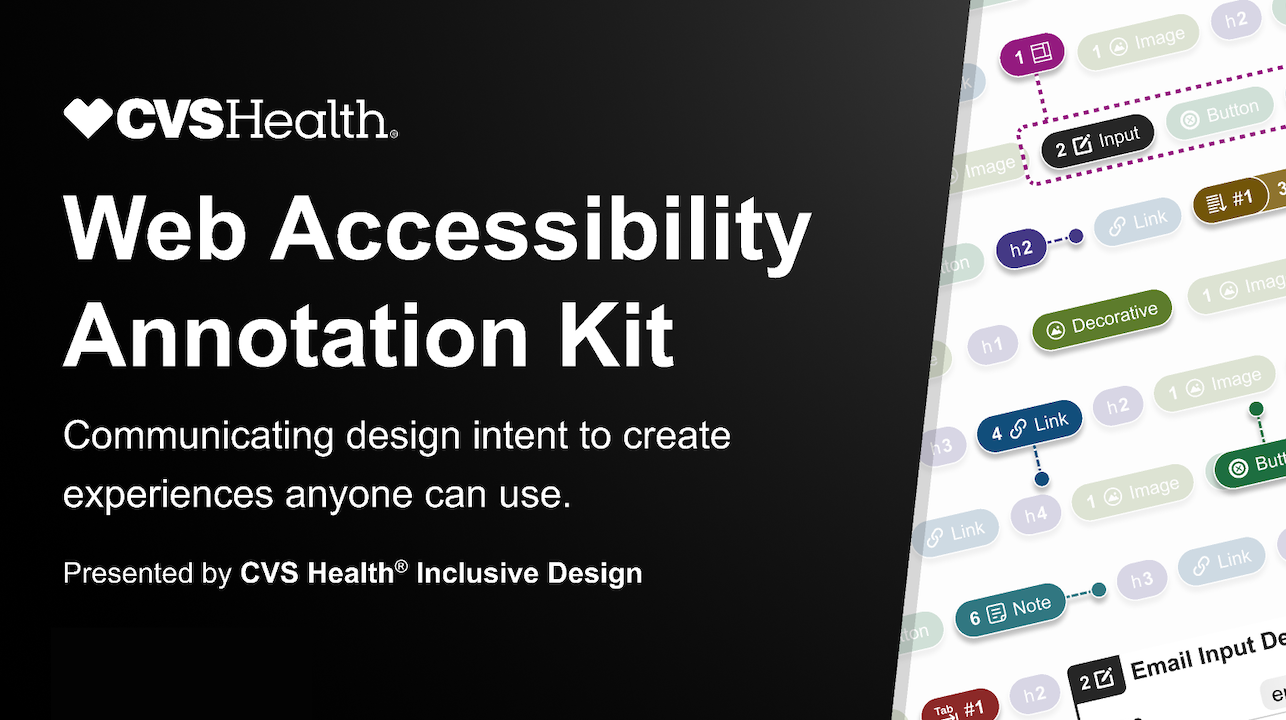 CVSHealth®
Web Accessibility
Annotation Kit
Communicating design intent to create
experiences anyone can use.
Presented by CVS Health® Inclusive Design
1
1 Image
h2
Image
2 Input
Button
h2
Link
#1
3
h1
Decorative
1 Imag
h3
4 Link
h2
1 Image
Link
h4
1 Image
Butt
6 Note
h3
Link
Tab #1
h2
2
Email Input De